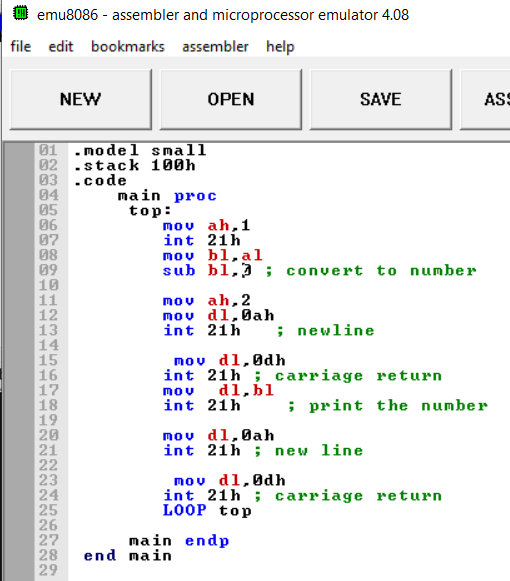 emu8086 - assembler and microprocessor emulator 4.08
file edit bookmarks assembler help
NEW OPEN SAVE ASS
01 .model small
02 .stack 100h
03 .code
04 main proc
05 top:
06 mov ah,1
07 int 21h
08 mov bl,al
09 sub bl, ; convert to number
10
11 mov ah,2
12 mov dl,0ah
13 int 21h ; newline
14
15 mov dl,0dh
16 int 21h ; carriage return
17 mov dl,bl
18 int 21h ; print the number
19
20 mov dl,0ah
21 int 21h ; new line
22
23 mov dl,0dh
24 int 21h ; carriage return
25 LOOP top
26
27 main endp
28 end main
29